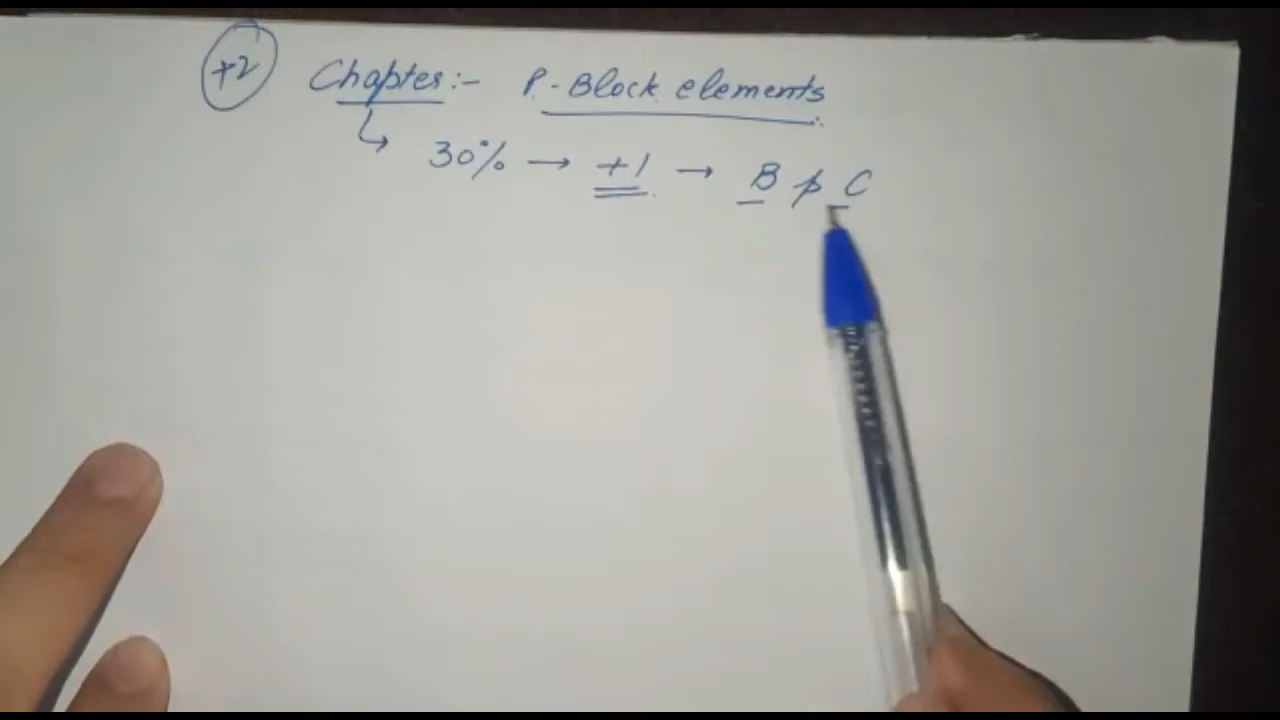 +2 Chapter:- P-Block elements
↳ 30% → +1 → B & C